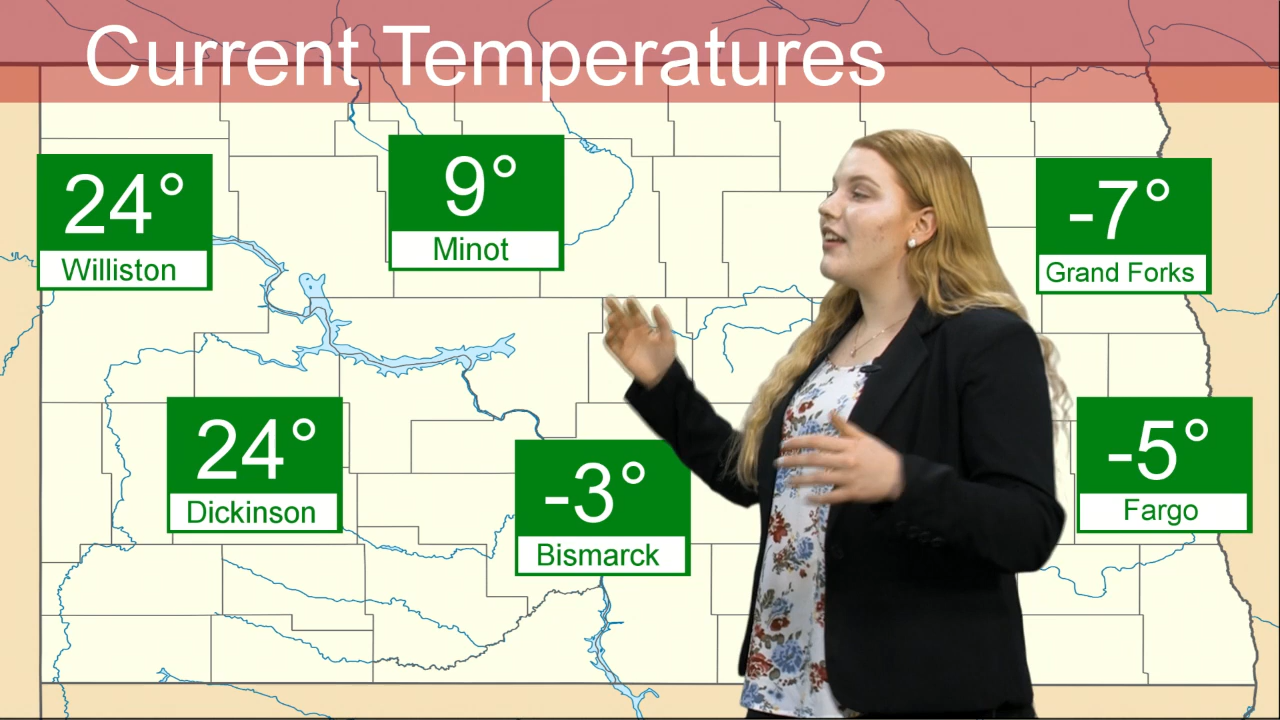 Current Temperatures
24°
Williston
9°
Minot
-7°
Grand Forks
24°
Dickinson
-3°
Bismarck
-5°
Fargo